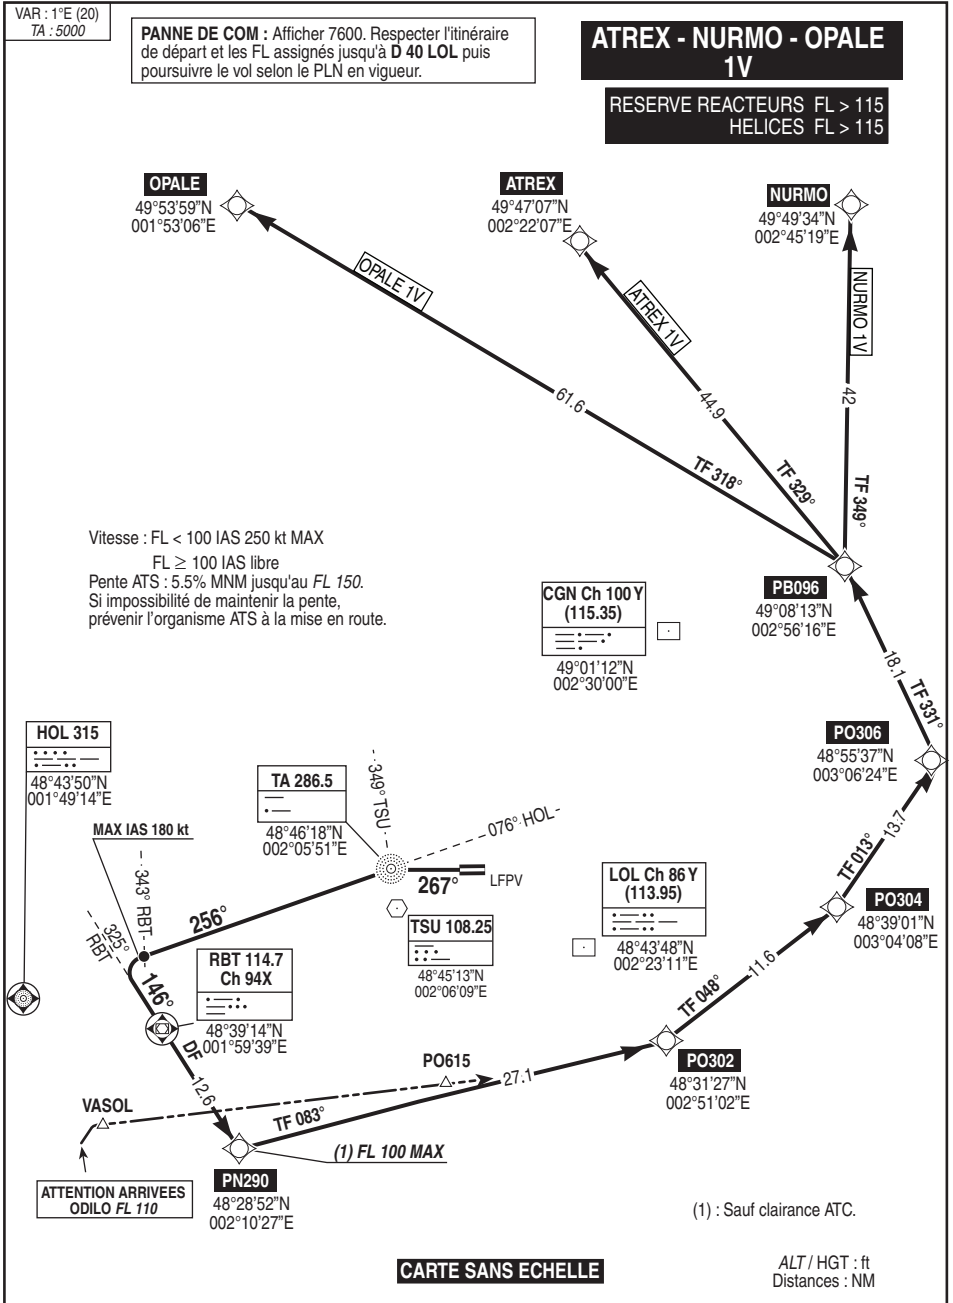 VAR : 1°E (20)
TA : 5000
PANNE DE COM : Afficher 7600. Respecter l'itinéraire
de départ et les FL assignés jusqu'à D 40 LOL puis
poursuivre le vol selon le PLN en vigueur.
ATREX - NURMO - OPALE
1V
RESERVE REACTEURS FL > 115
HELICES FL > 115
OPALE
49°53'59"N
001°53'06"E
ATREX
49°47'07"N
002°22'07"E
NURMO
49°49'34"N
002°45'19"E
OPALE 1V
ATREX 1V
NURMO 1V
61.6
44.9
42
TF 318°
TF 329°
TF 349°
Vitesse : FL < 100 IAS 250 kt MAX
FL ≥ 100 IAS libre
Pente ATS : 5.5% MNM jusqu'au FL 150.
Si impossibilité de maintenir la pente,
prévenir l'organisme ATS à la mise en route.
PB096
49°08'13"N
002°56'16"E
CGN Ch 100 Y
(115.35)
49°01'12"N
002°30'00"E
18.1
TF 331°
HOL 315
48°43'50"N
001°49'14"E
PO306
48°55'37"N
003°06'24"E
TA 286.5
48°46'18"N
002°05'51"E
349° TSU
076° HOL
MAX IAS 180 kt
343° RBT
325°
RBT
256°
267°
LFPV
TSU 108.25
48°45'13"N
002°06'09"E
LOL Ch 86 Y
(113.95)
48°43'48"N
002°23'11"E
13.7
TF 013°
PO304
48°39'01"N
003°04'08"E
RBT 114.7
Ch 94X
48°39'14"N
001°59'39"E
146°
DF
12.6
TF 048°
11.6
PO302
48°31'27"N
002°51'02"E
PO615
27.1
VASOL
TF 083°
(1) FL 100 MAX
ATTENTION ARRIVEES
ODILO FL 110
PN290
48°28'52"N
002°10'27"E
(1) : Sauf clairance ATC.
CARTE SANS ECHELLE
ALT / HGT : ft
Distances : NM